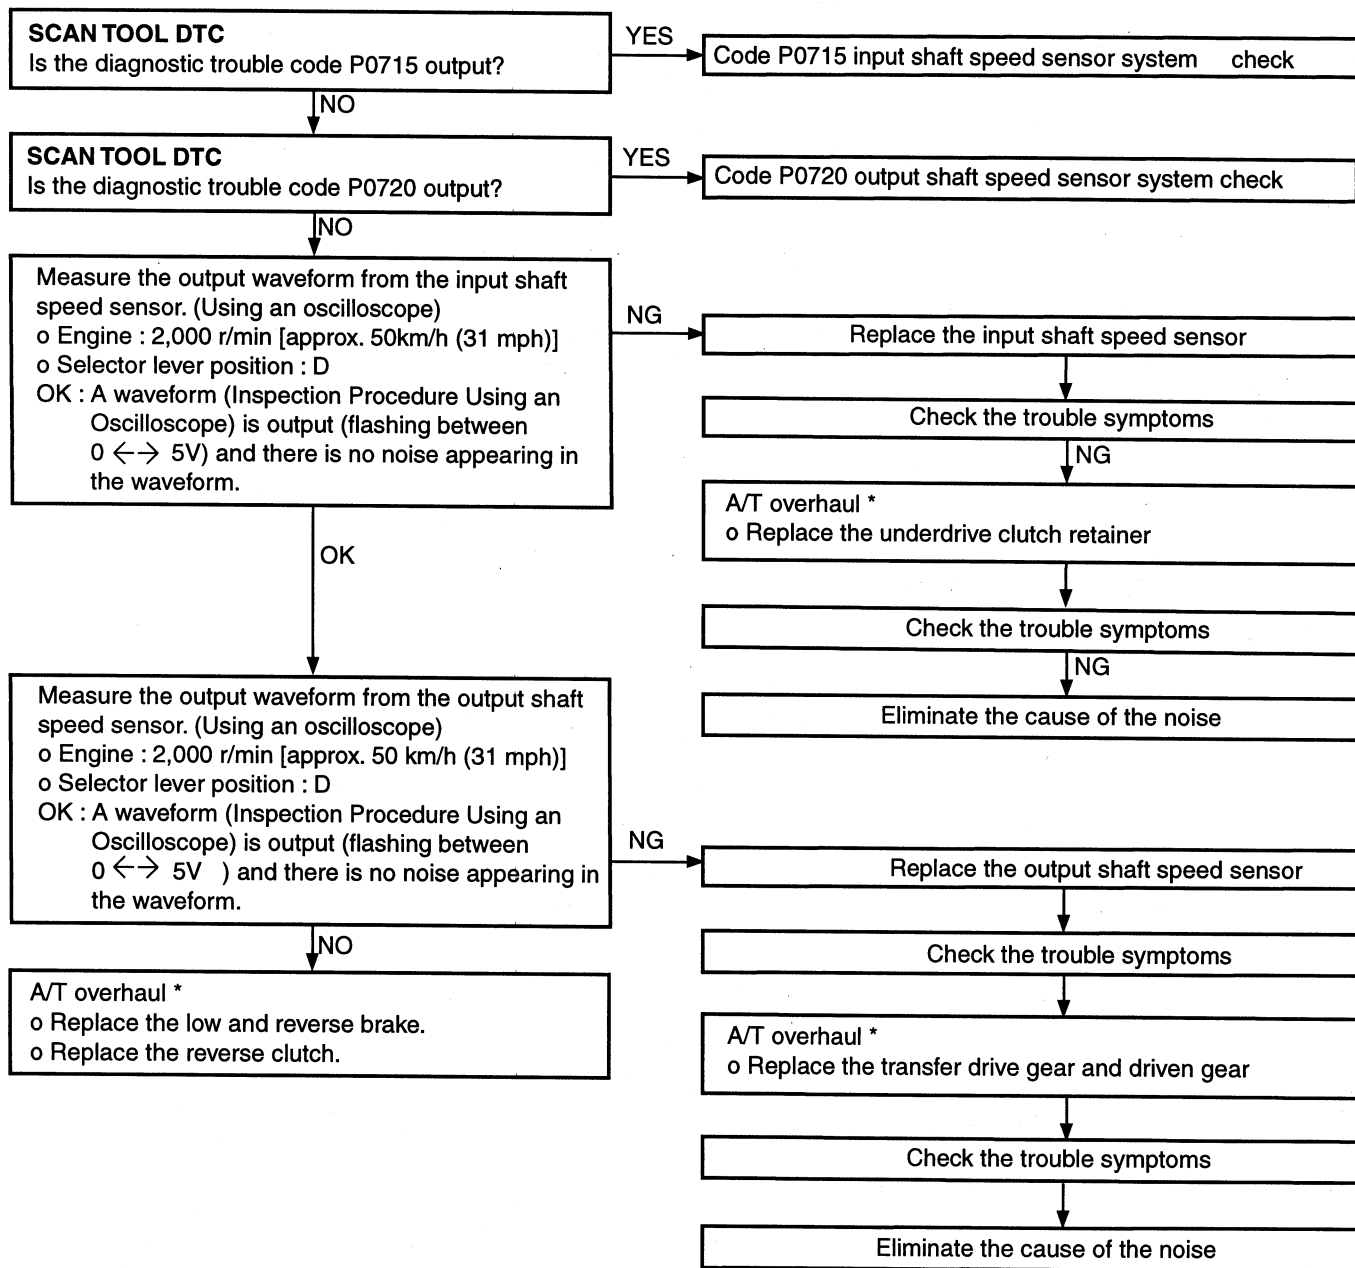 SCAN TOOL DTC
Is the diagnostic trouble code P0715 output?
YES
Code P0715 input shaft speed sensor system check
NO
SCAN TOOL DTC
Is the diagnostic trouble code P0720 output?
YES
Code P0720 output shaft speed sensor system check
NO
Measure the output waveform from the input shaft
speed sensor. (Using an oscilloscope)
o Engine : 2,000 r/min [approx. 50km/h (31 mph)]
o Selector lever position : D
OK : A waveform (Inspection Procedure Using an
Oscilloscope) is output (flashing between
0 ←→ 5V) and there is no noise appearing in
the waveform.
NG
Replace the input shaft speed sensor
Check the trouble symptoms
NG
A/T overhaul *
o Replace the underdrive clutch retainer
Check the trouble symptoms
NG
Eliminate the cause of the noise
OK
Measure the output waveform from the output shaft
speed sensor. (Using an oscilloscope)
o Engine : 2,000 r/min [approx. 50 km/h (31 mph)]
o Selector lever position : D
OK : A waveform (Inspection Procedure Using an
Oscilloscope) is output (flashing between
0 ←→ 5V ) and there is no noise appearing in
the waveform.
NG
Replace the output shaft speed sensor
Check the trouble symptoms
A/T overhaul *
o Replace the transfer drive gear and driven gear
Check the trouble symptoms
Eliminate the cause of the noise
NO
A/T overhaul *
o Replace the low and reverse brake.
o Replace the reverse clutch.